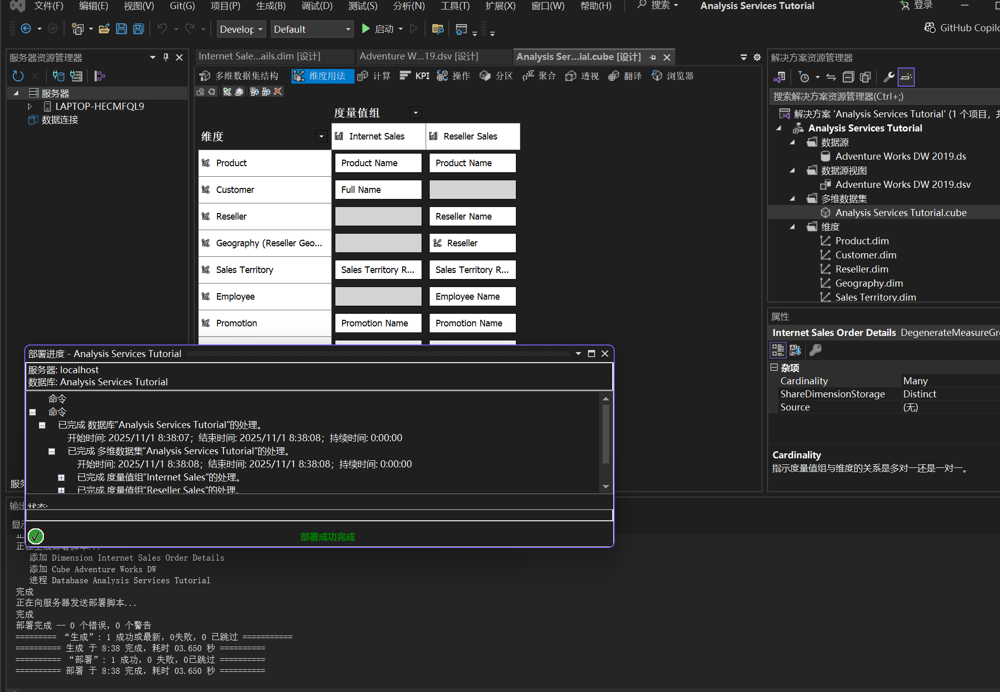 文件(F) 编辑(E) 视图(V) Git(G) 项目(P) 生成(B) 调试(D) 测试(S) 分析(N) 工具(T) 扩展(X) 窗口(W) 帮助(H) 搜索 Analysis Services Tutorial 登录
Develop Default 启动 GitHub Copilo
服务器资源管理器
服务器
LAPTOP-HECMFQL9
数据连接
Internet Sale...ails.dim [设计] Adventure W...19.dsv [设计] Analysis Ser...ial.cube [设计]
多维数据集结构 维度用法 计算 KPI 操作 分区 聚合 透视 翻译 浏览器
度量值组
维度 Internet Sales Reseller Sales
Product Product Name Product Name
Customer Full Name
Reseller Reseller Name
Geography (Reseller Geo... Reseller
Sales Territory Sales Territory R... Sales Territory R...
Employee Employee Name
Promotion Promotion Name Promotion Name
解决方案资源管理器
搜索解决方案资源管理器(Ctrl+;)
解决方案 'Analysis Services Tutorial' (1 个项目，
Analysis Services Tutorial
数据源
Adventure Works DW 2019.ds
数据源视图
Adventure Works DW 2019.dsv
多维数据集
Analysis Services Tutorial.cube
维度
Product.dim
Customer.dim
Reseller.dim
Geography.dim
Sales Territory.dim
属性
Internet Sales Order Details DegenerateMeasureGr
杂项
Cardinality Many
ShareDimensionStorage Distinct
Source (无)
Cardinality
指示度量值组与维度的关系是多对一还是一对一。
部署进度 - Analysis Services Tutorial
服务器: localhost
数据库: Analysis Services Tutorial
命令
命令
已完成 数据库“Analysis Services Tutorial”的处理。
开始时间: 2025/11/1 8:38:07；结束时间: 2025/11/1 8:38:08；持续时间: 0:00:00
已完成 多维数据集“Analysis Services Tutorial”的处理。
开始时间: 2025/11/1 8:38:08；结束时间: 2025/11/1 8:38:08；持续时间: 0:00:00
已完成 度量值组“Internet Sales”的处理。
已完成 度量值组“Reseller Sales”的处理。
状态:
部署成功完成
服务
输出
显示
正在生成部署脚本...
添加 Dimension Internet Sales Order Details
添加 Cube Adventure Works DW
进程 Database Analysis Services Tutorial
完成
正在向服务器发送部署脚本...
完成
部署完成 -- 0 个错误，0 个警告
========= “生成”: 1 成功或最新，0失败，0 已跳过 ===========
========== 生成 于 8:38 完成，耗时 03.650 秒 ==========
========== “部署”: 1 成功，0 失败，0已跳过 ==========
========== 部署 于 8:38 完成，耗时 03.650 秒 ==========